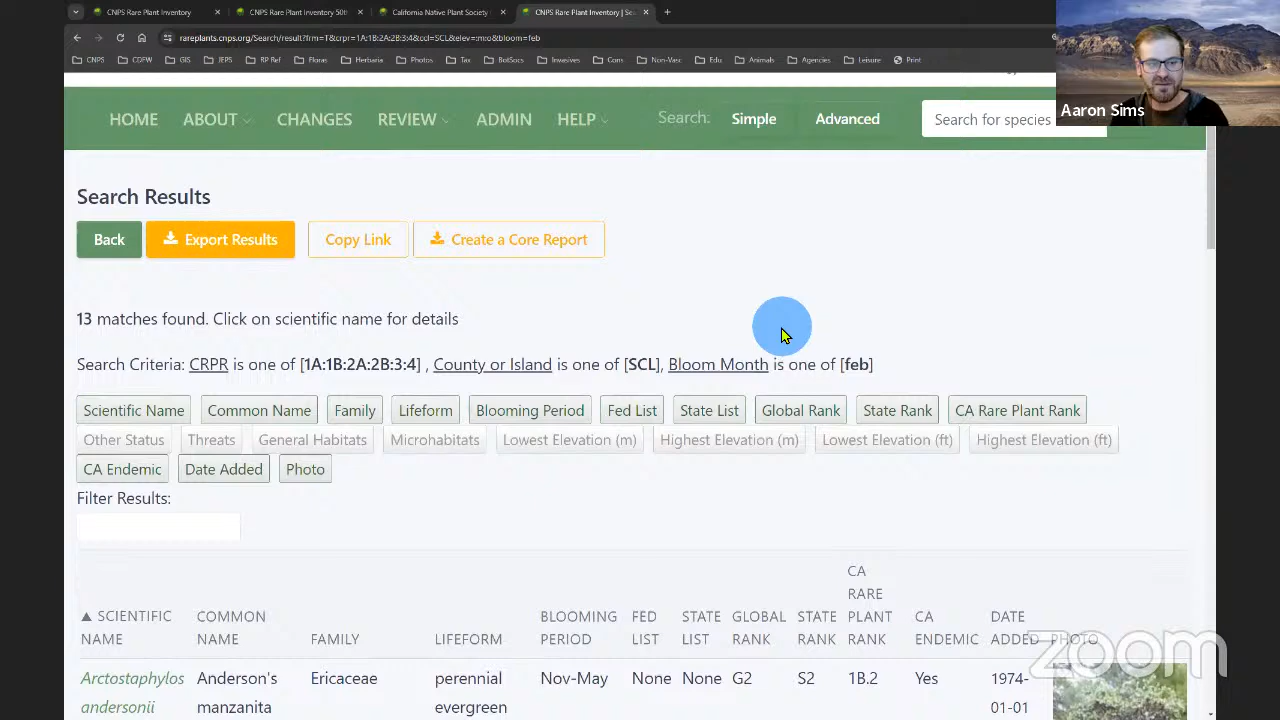 CNPS Rare Plant Inventory
CNPS Rare Plant Inventory 50th
California Native Plant Society
CNPS Rare Plant Inventory | Sea
rareplants.cnps.org/Search/result?frm=T&crpr=1A:1B:2A:2B:3:4&ccl=SCL&elev=:m:o&bloom=feb
CNPS CDFW GIS JEPS RP Ref Floras Herbaria Photos Tax BotSocs Invasives Cons Non-Vasc Edu Animals Agencies Leisure Print
Aaron Sims
HOME ABOUT CHANGES REVIEW ADMIN HELP Search: Simple Advanced Search for species
Search Results
Back Export Results Copy Link Create a Core Report
13 matches found. Click on scientific name for details
Search Criteria: CRPR is one of [1A:1B:2A:2B:3:4] , County or Island is one of [SCL], Bloom Month is one of [feb]
Scientific Name Common Name Family Lifeform Blooming Period Fed List State List Global Rank State Rank CA Rare Plant Rank
Other Status Threats General Habitats Microhabitats Lowest Elevation (m) Highest Elevation (m) Lowest Elevation (ft) Highest Elevation (ft)
CA Endemic Date Added Photo
Filter Results:
▲ SCIENTIFIC NAME
COMMON NAME
FAMILY
LIFEFORM
BLOOMING PERIOD
FED LIST
STATE LIST
GLOBAL RANK
STATE RANK
CA RARE PLANT RANK
CA ENDEMIC
DATE ADDED
PHOTO
Arctostaphylos andersonii
Anderson's manzanita
Ericaceae
perennial evergreen
Nov-May
None
None
G2
S2
1B.2
Yes
1974-01-01
zoom